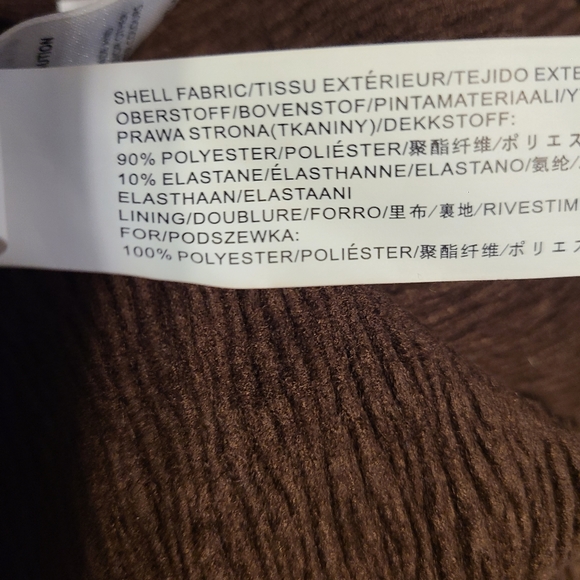 SHELL FABRIC/TISSU EXTÉRIEUR/TEJIDO EXTE
OBERSTOFF/BOVENSTOF/PINTAMATERIAALI/Y
PRAWA STRONA(TKANINY)/DEKKSTOFF:
90% POLYESTER/POLIÉSTER/聚酯纤维/ポリエス
10% ELASTANE/ÉLASTHANNE/ELASTANO/氨纶/
ELASTHAAN/ELASTAANI
LINING/DOUBLURE/FORRO/里布/裏地/RIVESTIM
FOR/PODSZEWKA:
100% POLYESTER/POLIÉSTER/聚酯纤维/ポリエス